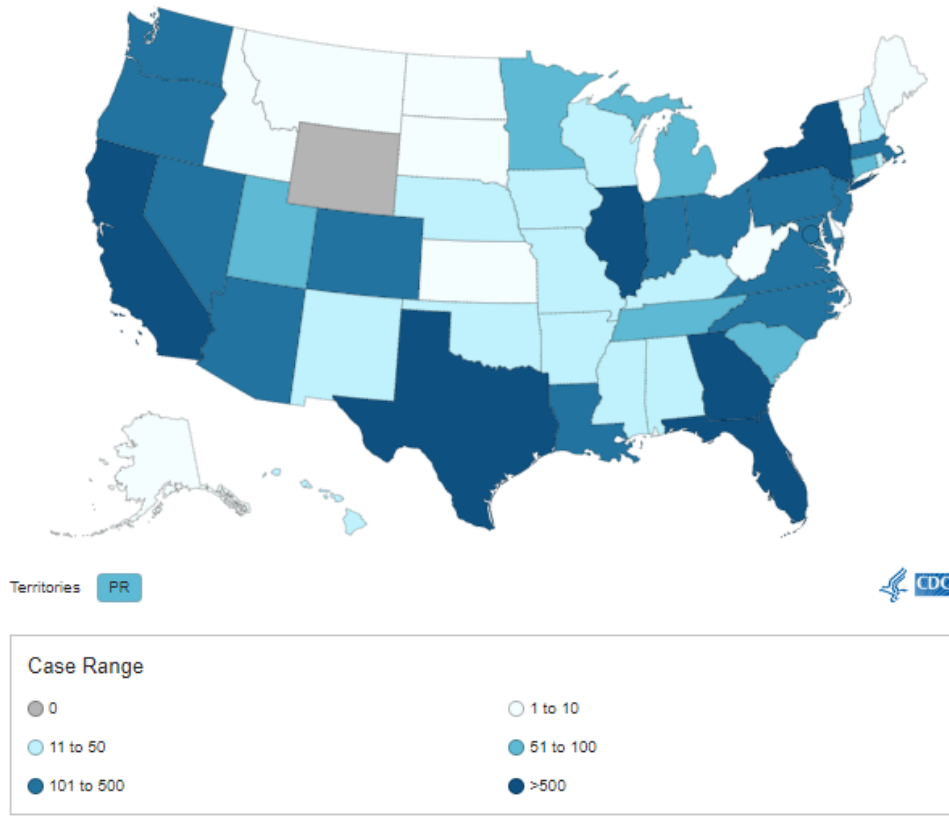 Territories PR
CDC
Case Range
0
1 to 10
11 to 50
51 to 100
101 to 500
>500